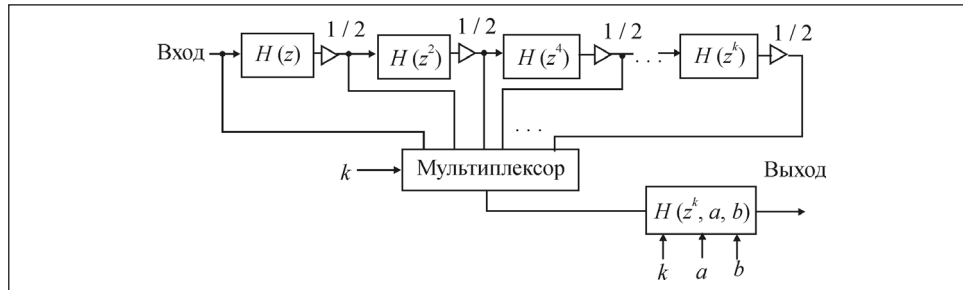 1 / 2 1 / 2 1 / 2 1 / 2
Вход H (z) H (z²) H (z⁴) . . . H (zᵏ)
. . .
k Мультиплексор
Выход
H (zᵏ, a, b)
k a b